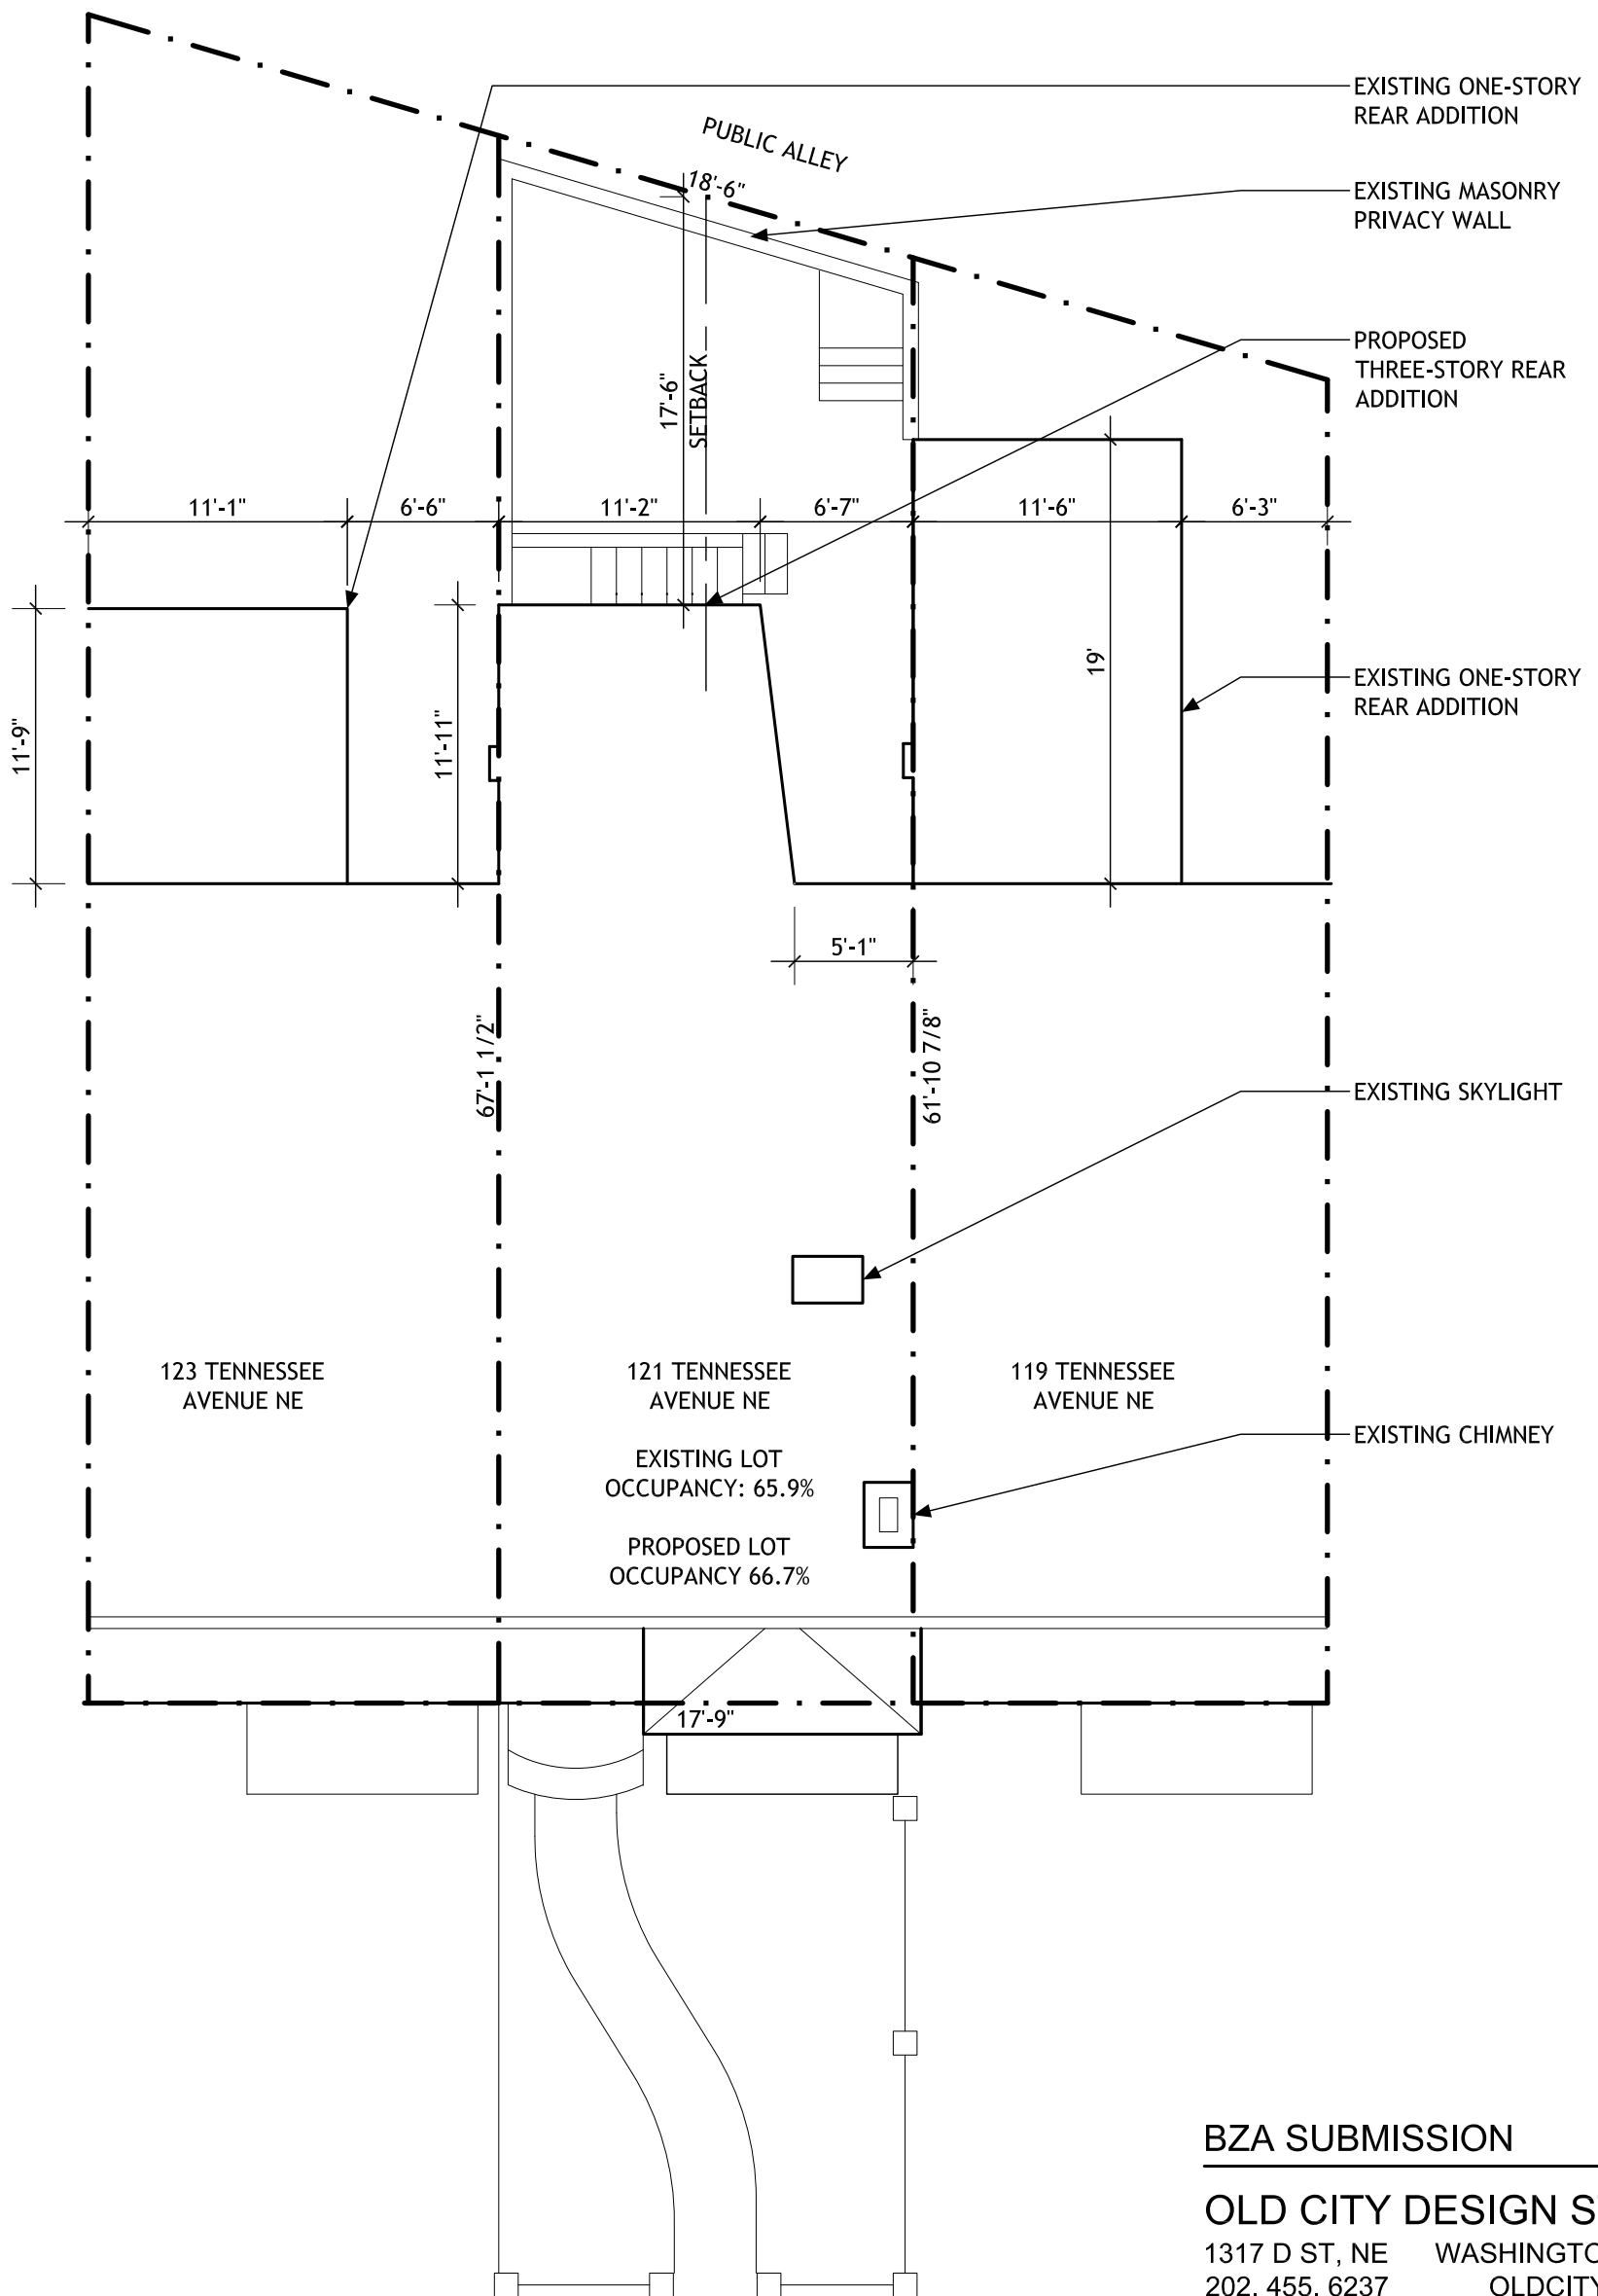 EXISTING ONE-STORY
REAR ADDITION
PUBLIC ALLEY
18'-6"
EXISTING MASONRY
PRIVACY WALL
PROPOSED
THREE-STORY REAR
ADDITION
17'-6"
SETBACK
11'-1"
6'-6"
11'-2"
6'-7"
11'-6"
6'-3"
11'-9"
11'-11"
19'
EXISTING ONE-STORY
REAR ADDITION
5'-1"
67'-1 1/2"
61'-10 7/8"
EXISTING SKYLIGHT
123 TENNESSEE
AVENUE NE
121 TENNESSEE
AVENUE NE
119 TENNESSEE
AVENUE NE
EXISTING LOT
OCCUPANCY: 65.9%
EXISTING CHIMNEY
PROPOSED LOT
OCCUPANCY 66.7%
17'-9"
BZA SUBMISSION
OLD CITY DESIGN
1317 D ST, NE
202. 455. 6237